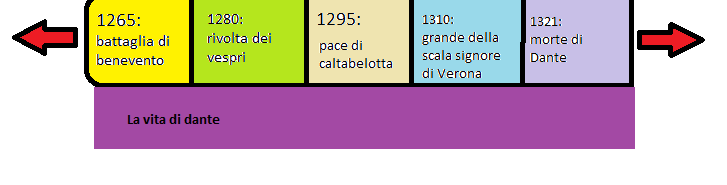 1265:
battaglia di
benevento
1280:
rivolta dei
vespri
1295:
pace di
caltabelotta
1310:
grande della
scala signore
di Verona
1321:
morte di
Dante
La vita di dante